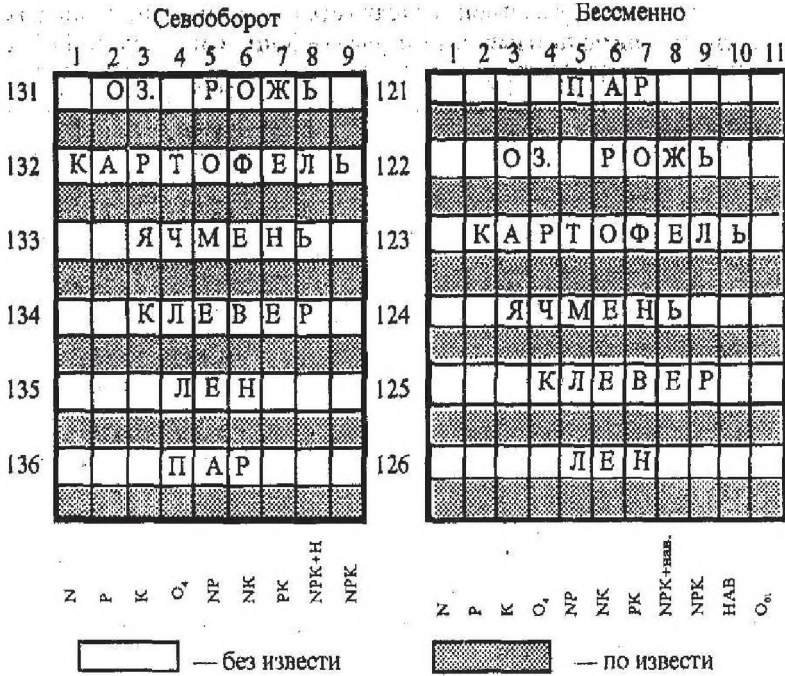 Севооборот Бессменно
1 2 3 4 5 6 7 8 9 1 2 3 4 5 6 7 8 9 10 11
131 ОЗ. РОЖЬ 121 ПАР
132 КАРТОФЕЛЬ 122 ОЗ. РОЖЬ
133 ЯЧМЕНЬ 123 КАРТОФЕЛЬ
134 КЛЕВЕР 124 ЯЧМЕНЬ
135 ЛЕН 125 КЛЕВЕР
136 ПАР 126 ЛЕН
N P K O₄ NP NK PK NPK+Н NPK N P K O₄ NP NK PK NPK+нав. NPK НАВ
— без извести — по извести